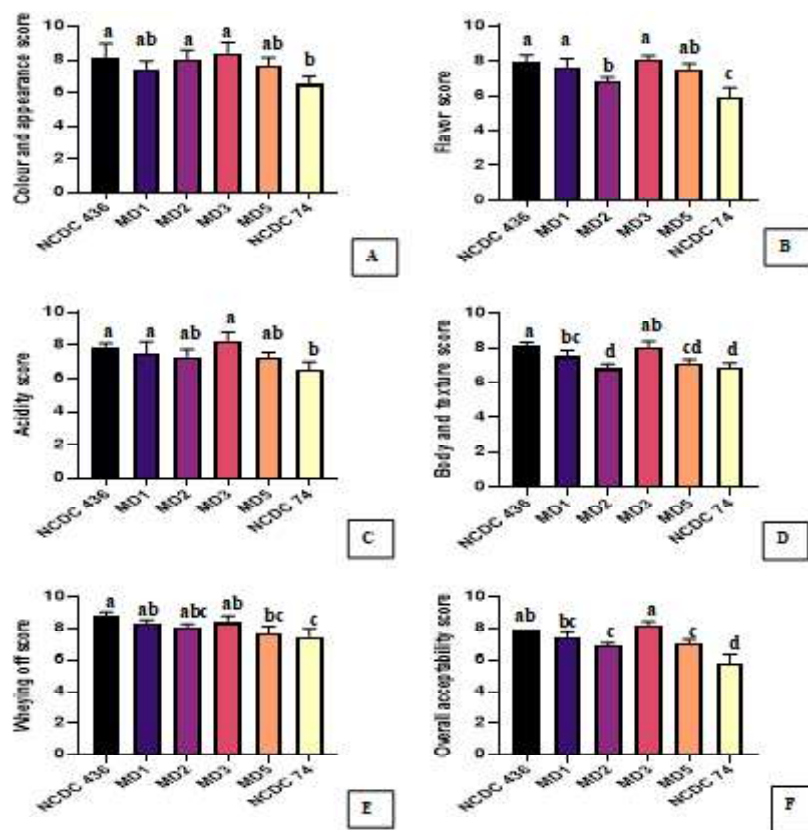 Colour and appearance score
10
8
6
4
2
0
a
ab
a
a
ab
b
NCDC 436
MD1
MD2
MD3
MD5
NCDC 74
A
Flavor score
10
8
6
4
2
0
a
a
b
a
ab
c
NCDC 436
MD1
MD2
MD3
MD5
NCDC 74
B
Acidity score
10
8
6
4
2
0
a
a
ab
a
ab
b
NCDC 436
MD1
MD2
MD3
MD5
NCDC 74
C
Body and texture score
10
8
6
4
2
0
a
bc
d
ab
cd
d
NCDC 436
MD1
MD2
MD3
MD5
NCDC 74
D
Wheying off score
10
8
6
4
2
0
a
ab
abc
ab
bc
c
NCDC 436
MD1
MD2
MD3
MD5
NCDC 74
E
Overall acceptability score
10
8
6
4
2
0
ab
bc
c
a
c
d
NCDC 436
MD1
MD2
MD3
MD5
NCDC 74
F